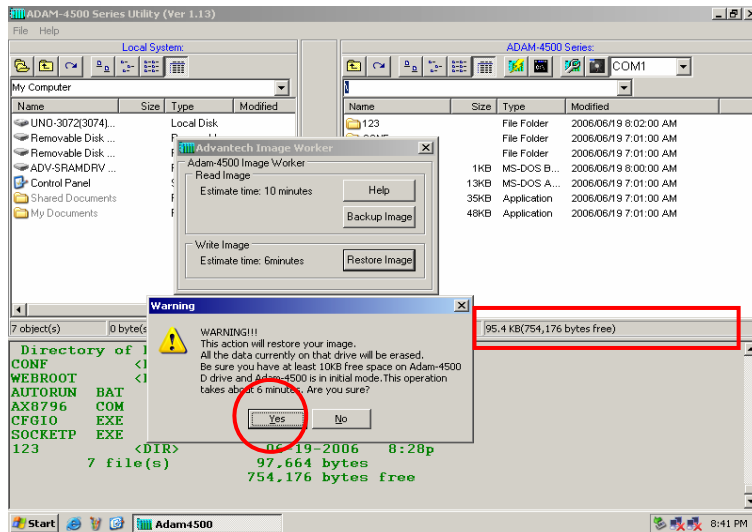 ADAM-4500 Series Utility (Ver 1.13)
File Help
Local System:
ADAM-4500 Series:
COM1
My Computer
Name Size Type Modified
Name Size Type Modified
UNO-3072(3074)... Local Disk
Removable Disk ...
Removable Disk ...
ADV-SRAMDRV ...
Control Panel
Shared Documents
My Documents
123 File Folder 2006/06/19 8:02:00 AM
File Folder 2006/06/19 7:01:00 AM
File Folder 2006/06/19 7:01:00 AM
1KB MS-DOS B... 2006/06/19 8:00:00 AM
13KB MS-DOS A... 2006/06/19 7:01:00 AM
35KB Application 2006/06/19 7:01:00 AM
48KB Application 2006/06/19 7:01:00 AM
Advantech Image Worker
Adam-4500 Image Worker
Read Image
Estimate time: 10 minutes
Help
Backup Image
Write Image
Estimate time: 6minutes
Restore Image
Warning
WARNING!!!
This action will restore your image.
All the data currently on that drive will be erased.
Be sure you have at least 10KB free space on Adam-4500
D drive and Adam-4500 is in initial mode.This operation
takes about 6 minutes. Are you sure?
Yes No
7 object(s) 0 byte(s
95.4 KB(754,176 bytes free)
Directory of
CONF
WEBROOT
AUTORUN BAT
AX8796 COM
CFGIO EXE
SOCKETP EXE
123 <DIR> 06-19-2006 8:28p
7 file(s) 97,664 bytes
754,176 bytes free
Start Adam4500 8:41 PM